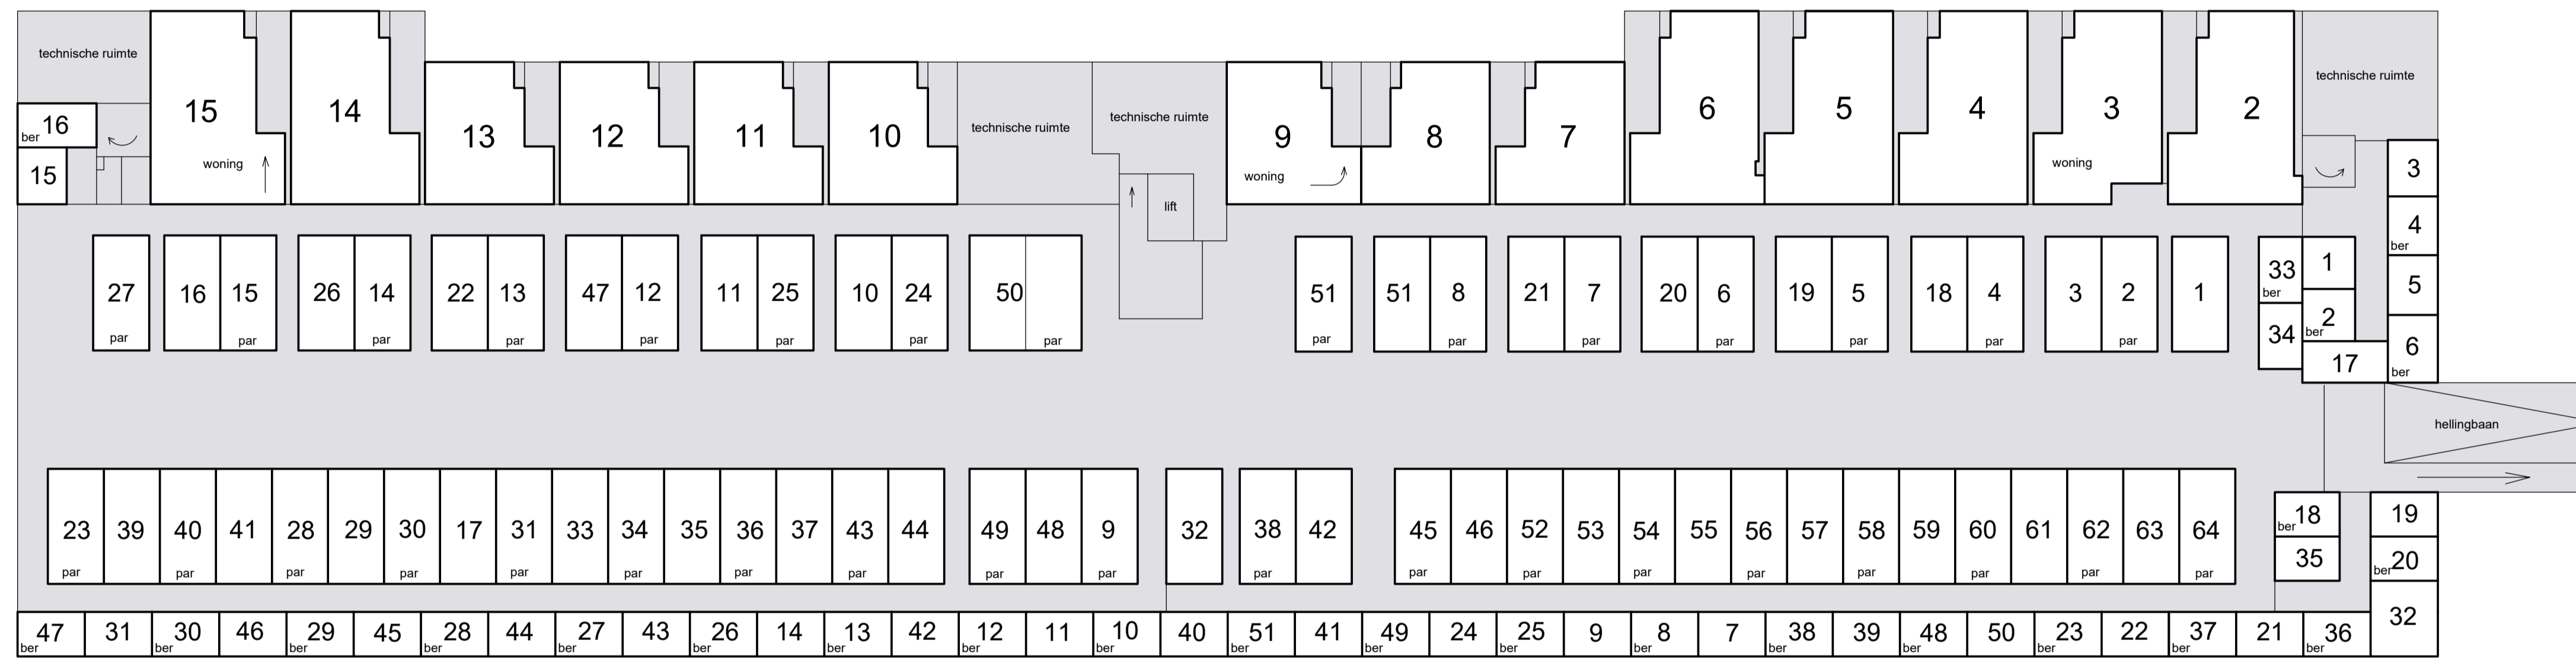 technische ruimte
technische ruimte
15
14
6
5
4
3
2
16
ber
13
12
11
10
technische ruimte
technische ruimte
9
8
7
15
woning
woning
woning
lift
3
4
ber
5
6
ber
27
par
16
15
par
26
14
par
22
13
par
47
12
par
11
25
par
10
24
par
50
par
51
par
51
8
par
21
7
par
20
6
par
19
5
par
18
4
par
3
2
par
1
33
ber
34
1
2
ber
17
hellingbaan
23 39 40 41 28 29 30 17 31 33 34 35 36 37 43 44 49 48 9 32 38 42 45 46 52 53 54 55 56 57 58 59 60 61 62 63 64
par par par par par par par par par par par par par par par par par
18
ber
35
19
20
ber
32
47 31 30 46 29 45 28 44 27 43 26 14 13 42 12 11 10 40 51 41 49 24 25 9 8 7 38 39 48 50 23 22 37 21 36
ber ber ber ber ber ber ber ber ber ber ber ber ber ber ber ber ber ber